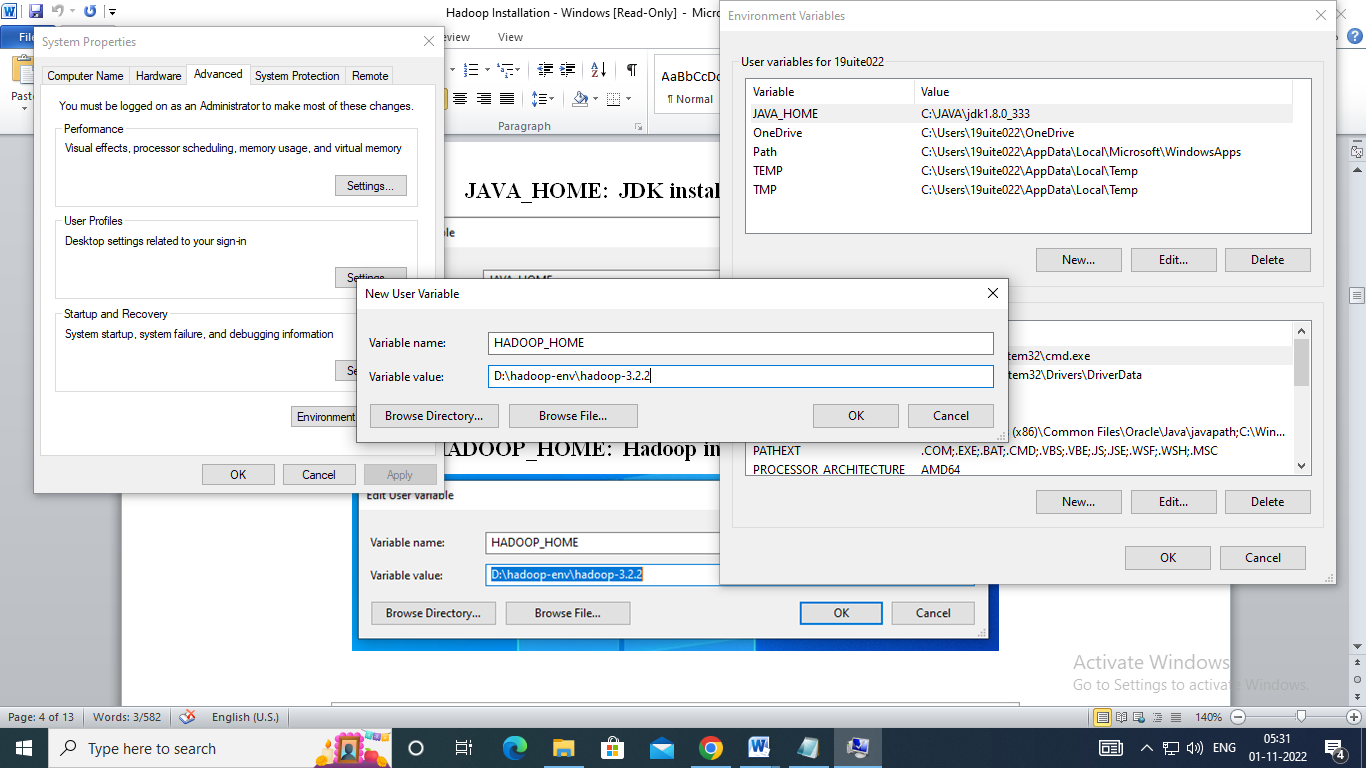 Hadoop Installation - Windows [Read-Only] - Micro
File
View
Paste
AaBbCcDc
¶ Normal
Paragraph
System Properties
Computer Name
Hardware
Advanced
System Protection
Remote
You must be logged on as an Administrator to make most of these changes.
Performance
Visual effects, processor scheduling, memory usage, and virtual memory
Settings...
User Profiles
Desktop settings related to your sign-in
Settings...
Startup and Recovery
System startup, system failure, and debugging information
Se
Environment
OK
Cancel
Apply
JAVA_HOME: JDK instal
ble
JAVA_HOME
Environment Variables
User variables for 19uite022
Variable Value
JAVA_HOME C:\JAVA\jdk1.8.0_333
OneDrive C:\Users\19uite022\OneDrive
Path C:\Users\19uite022\AppData\Local\Microsoft\WindowsApps
TEMP C:\Users\19uite022\AppData\Local\Temp
TMP C:\Users\19uite022\AppData\Local\Temp
New...
Edit...
Delete
tem32\cmd.exe
tem32\Drivers\DriverData
(x86)\Common Files\Oracle\Java\javapath;C:\Win...
PATHEXT .COM;.EXE;.BAT;.CMD;.VBS;.VBE;.JS;.JSE;.WSF;.WSH;.MSC
PROCESSOR_ARCHITECTURE AMD64
New...
Edit...
Delete
OK
Cancel
New User Variable
Variable name: HADOOP_HOME
Variable value: D:\hadoop-env\hadoop-3.2.2
Browse Directory...
Browse File...
OK
Cancel
ADOOP_HOME: Hadoop in
Edit User Variable
Variable name: HADOOP_HOME
Variable value: D:\hadoop-env\hadoop-3.2.2
Browse Directory...
Browse File...
OK
Cancel
Activate Windows
Go to Settings to activate Windows.
Page: 4 of 13
Words: 3/582
English (U.S.)
140%
Type here to search
ENG
05:31
01-11-2022
4